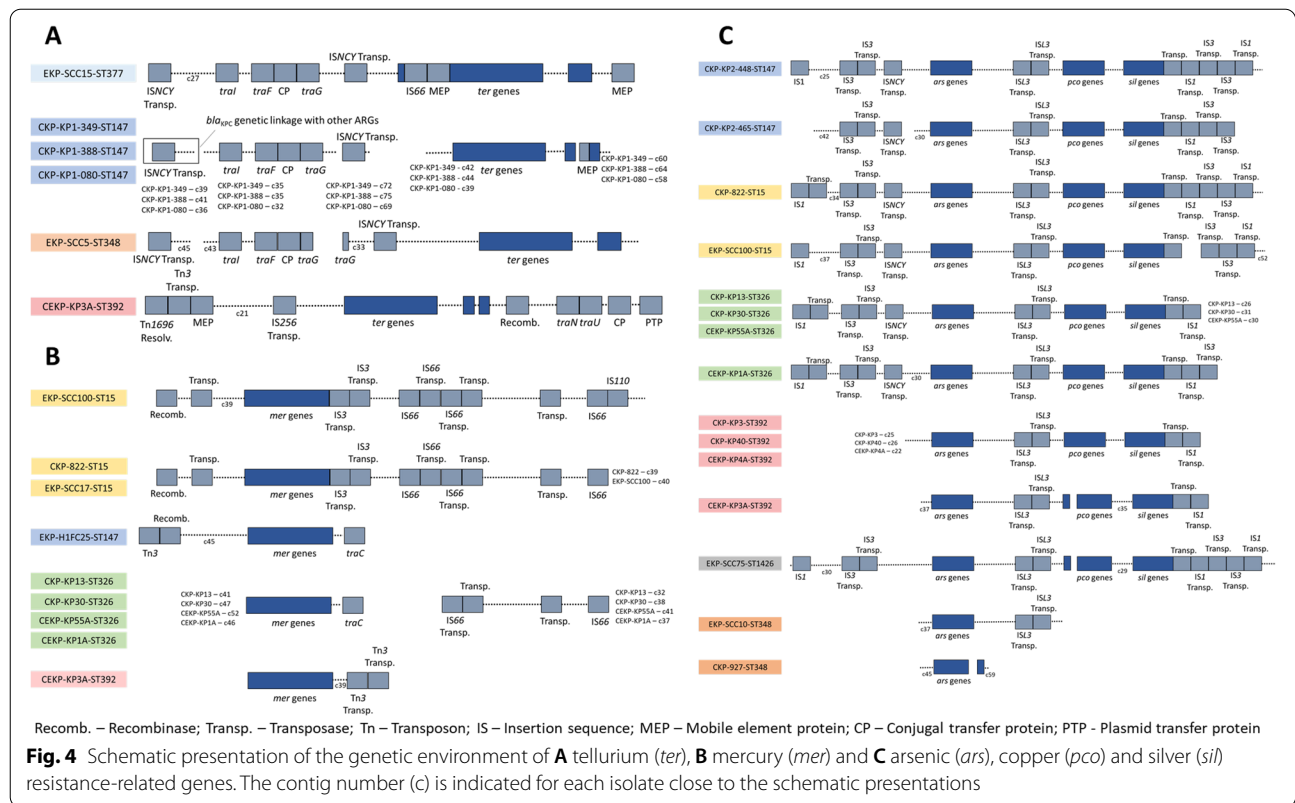 A
ISNCY Transp.
EKP-SCC15-ST377
c27
ISNCY
Transp.
traI
traF CP traG
IS66 MEP
ter genes
MEP
CKP-KP1-349-ST147
CKP-KP1-388-ST147
CKP-KP1-080-ST147
blaKPC genetic linkage with other ARGs
ISNCY Transp.
ISNCY Transp.
traI
traF CP traG
ter genes
MEP
CKP-KP1-349 – c39
CKP-KP1-388 – c41
CKP-KP1-080 – c36
CKP-KP1-349 – c35
CKP-KP1-388 – c35
CKP-KP1-080 – c32
CKP-KP1-349 – c72
CKP-KP1-388 – c75
CKP-KP1-080 – c69
CKP-KP1-349 - c42
CKP-KP1-388 – c44
CKP-KP1-080 - c39
CKP-KP1-349 – c60
CKP-KP1-388 – c64
CKP-KP1-080 – c58
ISNCY Transp.
EKP-SCC5-ST348
c45
c43
c33
ISNCY Transp.
traI
traF CP traG
traG
ter genes
Tn3
Transp.
CEKP-KP3A-ST392
c21
Tn1696
Resolv.
MEP
IS256
Transp.
ter genes
Recomb.
traN traU
CP
PTP
B
EKP-SCC100-ST15
Transp.
IS3
Transp.
IS66
Transp.
Transp.
IS110
Recomb.
c39
mer genes
IS3
Transp.
IS66
IS66
Transp.
Transp.
IS66
CKP-822-ST15
EKP-SCC17-ST15
Transp.
IS3
Transp.
IS66
Transp.
Transp.
CKP-822 – c39
EKP-SCC100 – c40
Recomb.
mer genes
IS3
Transp.
IS66
IS66
Transp.
Transp.
IS66
EKP-H1FC25-ST147
Recomb.
Tn3
c45
mer genes
traC
CKP-KP13-ST326
CKP-KP30-ST326
CEKP-KP55A-ST326
CEKP-KP1A-ST326
CKP-KP13 – c41
CKP-KP30 – c47
CEKP-KP55A – c52
CEKP-KP1A – c46
mer genes
traC
IS66
Transp.
Transp.
IS66
CKP-KP13 – c32
CKP-KP30 – c38
CEKP-KP55A – c41
CEKP-KP1A – c37
CEKP-KP3A-ST392
Tn3
Transp.
mer genes
c39
Tn3
Transp.
C
CKP-KP2-448-ST147
IS3
Transp.
ISL3
Transp.
Transp.
IS3
Transp.
IS1
Transp.
IS1
c25
IS3
Transp.
ISNCY
ars genes
ISL3
Transp.
pco genes
sil genes
IS1
Transp.
IS3
CKP-KP2-465-ST147
IS3
Transp.
ISL3
Transp.
Transp.
IS3
Transp.
c42
IS3
Transp.
ISNCY
c30
ars genes
ISL3
Transp.
pco genes
sil genes
IS1
Transp.
CKP-822-ST15
Transp.
IS3
Transp.
ISL3
Transp.
Transp.
IS3
Transp.
IS1
Transp.
IS1
c34
IS3
Transp.
ISNCY
ars genes
ISL3
Transp.
pco genes
sil genes
IS1
Transp.
IS3
EKP-SCC100-ST15
IS3
Transp.
ISL3
Transp.
Transp.
IS1
Transp.
IS1
c37
IS3
Transp.
ISNCY
ars genes
ISL3
Transp.
pco genes
sil genes
IS3
Transp.
c52
CKP-KP13-ST326
CKP-KP30-ST326
CEKP-KP55A-ST326
Transp.
IS3
Transp.
ISL3
Transp.
Transp.
CKP-KP13 – c26
CKP-KP30 – c31
CEKP-KP55A – c30
IS1
IS3
Transp.
ISNCY
Transp.
ars genes
ISL3
Transp.
pco genes
sil genes
IS1
Transp.
CEKP-KP1A-ST326
Transp.
IS3
Transp.
ISL3
Transp.
Transp.
IS3
Transp.
IS1
IS3
Transp.
ISNCY
Transp.
c30
ars genes
ISL3
Transp.
pco genes
sil genes
IS1
Transp.
CKP-KP3-ST392
CKP-KP40-ST392
CEKP-KP4A-ST392
CKP-KP3 – c25
CKP-KP40 – c26
CEKP-KP4A – c22
ISL3
Transp.
Transp.
ars genes
ISL3
Transp.
pco genes
sil genes
IS1
CEKP-KP3A-ST392
ISL3
Transp.
Transp.
c37
ars genes
ISL3
Transp.
pco genes
c35
sil genes
IS1
Transp.
EKP-SCC75-ST1426
IS3
Transp.
ISL3
Transp.
Transp.
IS3
Transp.
IS1
Transp.
IS1
c30
IS3
Transp.
ars genes
ISL3
Transp.
pco genes
c29
sil genes
IS1
Transp.
IS3
EKP-SCC10-ST348
ISL3
Transp.
c37
ars genes
ISL3
Transp.
CKP-927-ST348
c45
ars genes
c59
Recomb. – Recombinase; Transp. – Transposase; Tn – Transposon; IS – Insertion sequence; MEP – Mobile element protein; CP – Conjugal transfer protein; PTP - Plasmid transfer protein
Fig. 4 Schematic presentation of the genetic environment of A tellurium (ter), B mercury (mer) and C arsenic (ars), copper (pco) and silver (sil)
resistance-related genes. The contig number (c) is indicated for each isolate close to the schematic presentations